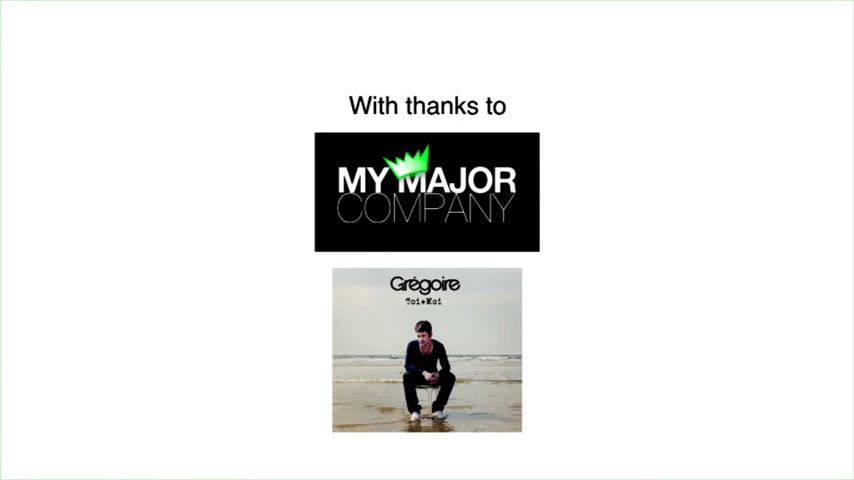 With thanks to
MY MAJOR
COMPANY
Grégoire
Toi+Moi